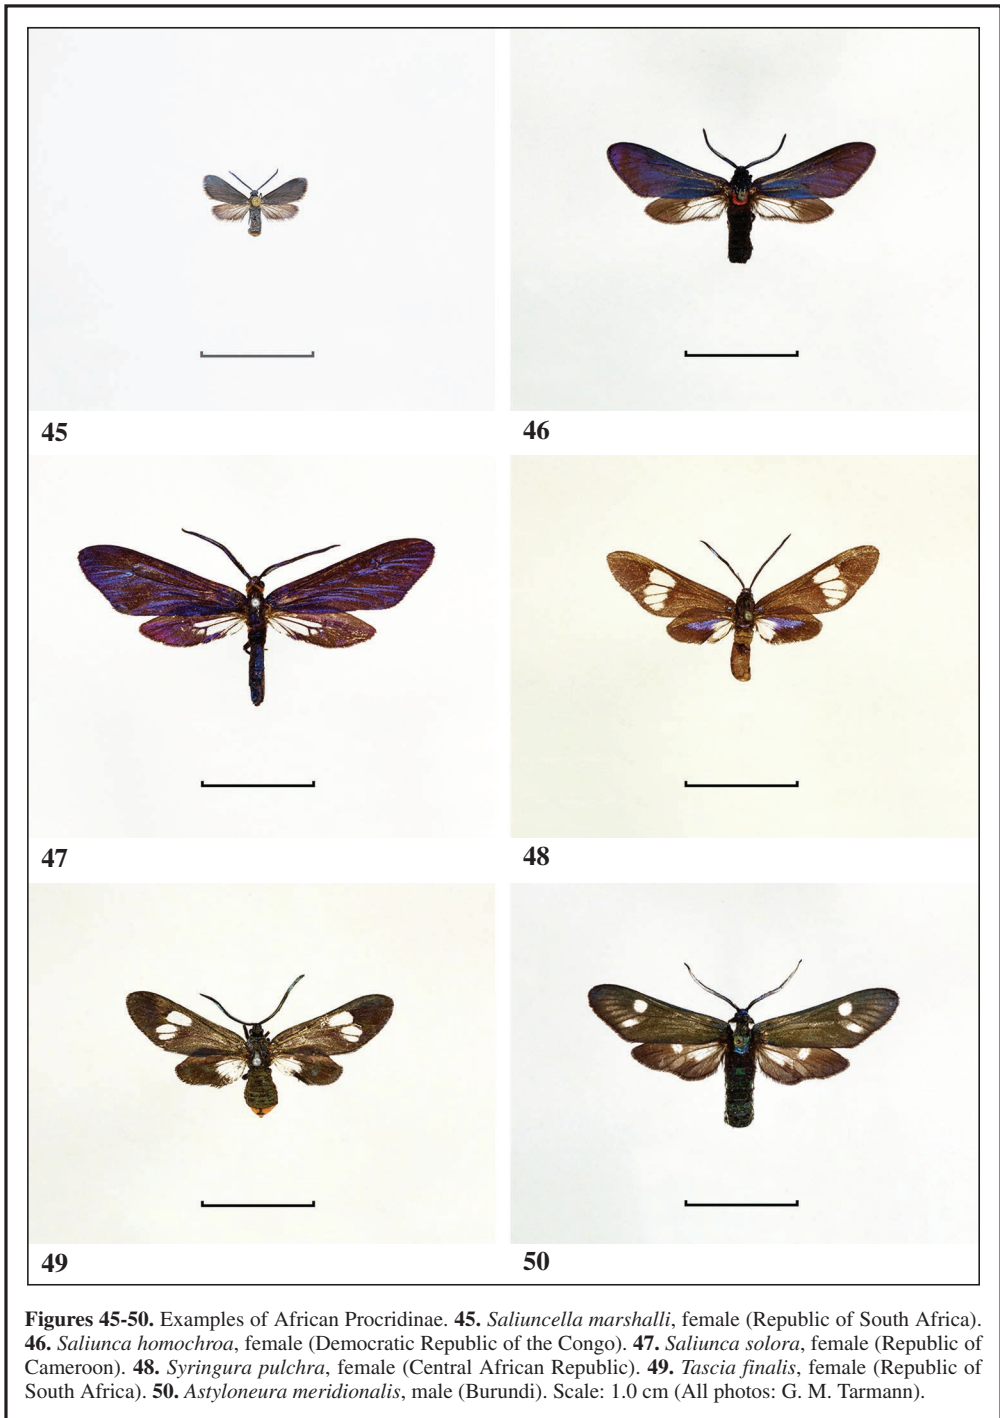 45
46
47
48
49
50
Figures 45-50. Examples of African Procridinae. 45. Saliuncella marshalli, female (Republic of South Africa).
46. Saliunca homochroa, female (Democratic Republic of the Congo). 47. Saliunca solora, female (Republic of
Cameroon). 48. Syringura pulchra, female (Central African Republic). 49. Tascia finalis, female (Republic of
South Africa). 50. Astyloneura meridionalis, male (Burundi). Scale: 1.0 cm (All photos: G. M. Tarmann).